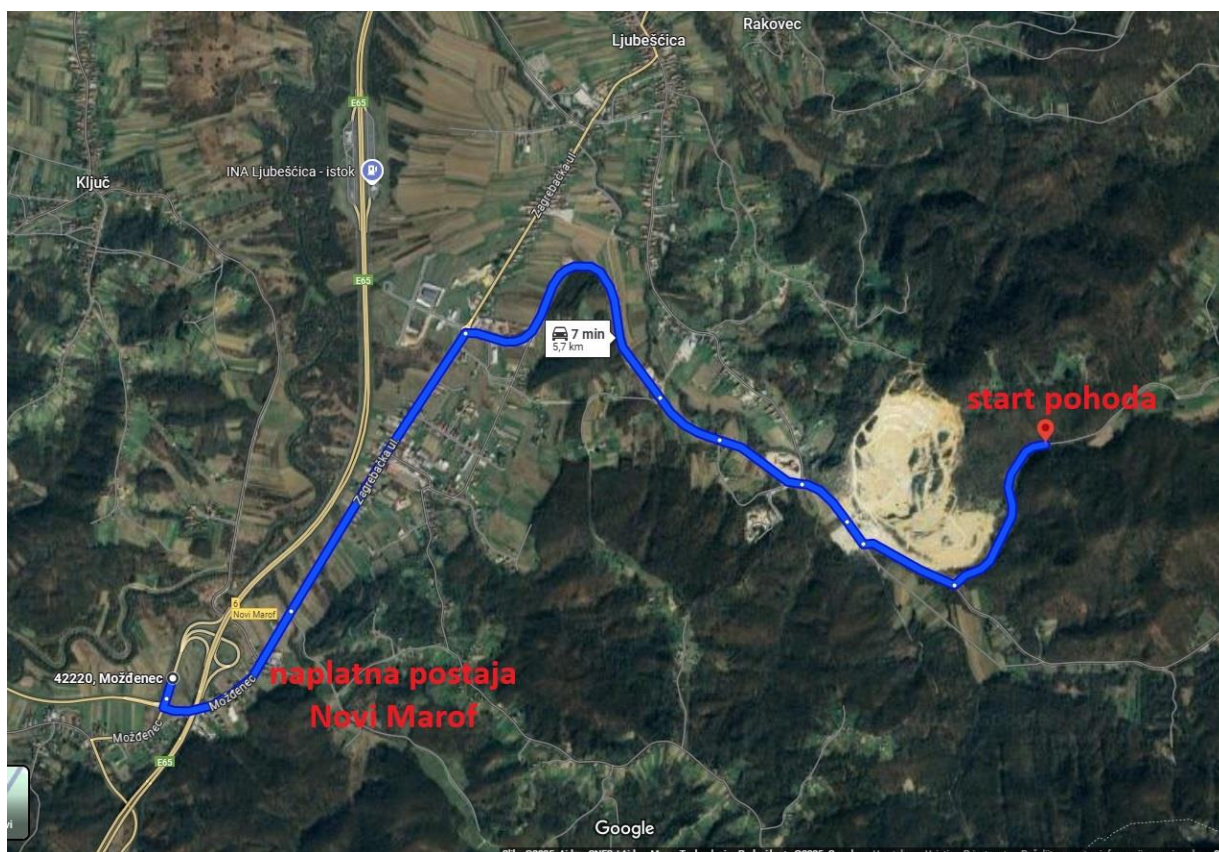 Rakovec
Ljubešćica
E65
INA Ljubešćica - istok
Ključ
Zagrebačka ul
E65
7 min
5,7 km
start pohoda
Zagrebačka ul
6
Novi Marof
42220, Možđenec
naplatna postaja
Novi Marof
Možđenec
Možđenec
E65
Google